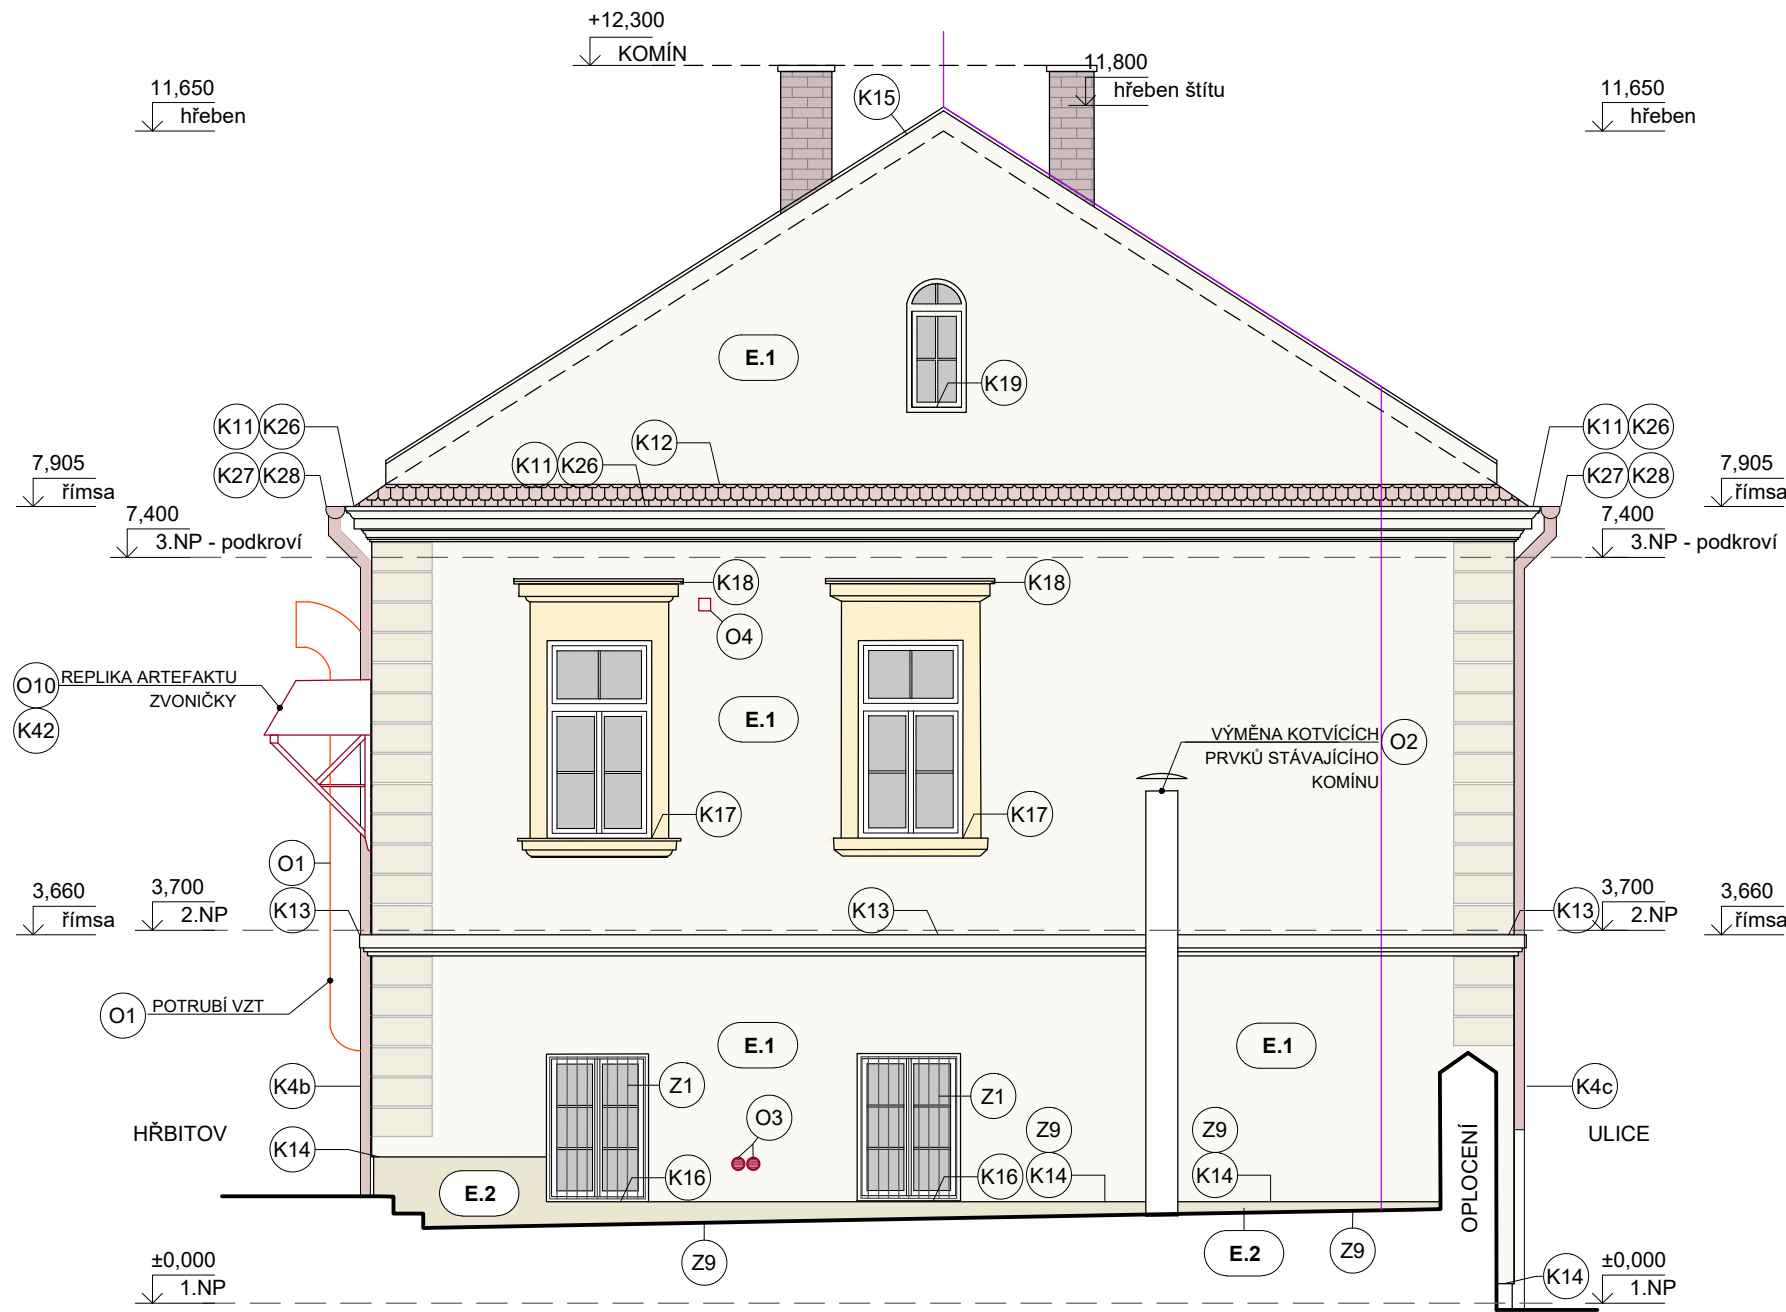 +12,300
KOMÍN
11,800
hřeben štítu
11,650
hřeben
11,650
hřeben
K15
E.1
K19
K11 K26
K27 K28
K12
K11 K26
K11 K26
K27 K28
7,905
římsa
7,905
římsa
7,400
3.NP - podkroví
7,400
3.NP - podkroví
K18
K18
O4
O10 REPLIKA ARTEFAKTU
ZVONIČKY
K42
E.1
VÝMĚNA KOTVÍCÍCH O2
PRVKŮ STÁVAJÍCÍHO
KOMÍNU
K17
K17
O1
3,660
římsa
3,700
2.NP
K13
K13
K13
3,700
2.NP
3,660
římsa
O1 POTRUBÍ VZT
E.1
E.1
K4b
Z1
Z1
K4c
O3
HŘBITOV
Z9
Z9
OPLOCENÍ
ULICE
K14
K16
K16
K14
K14
E.2
Z9
E.2
Z9
±0,000
1.NP
K14
±0,000
1.NP